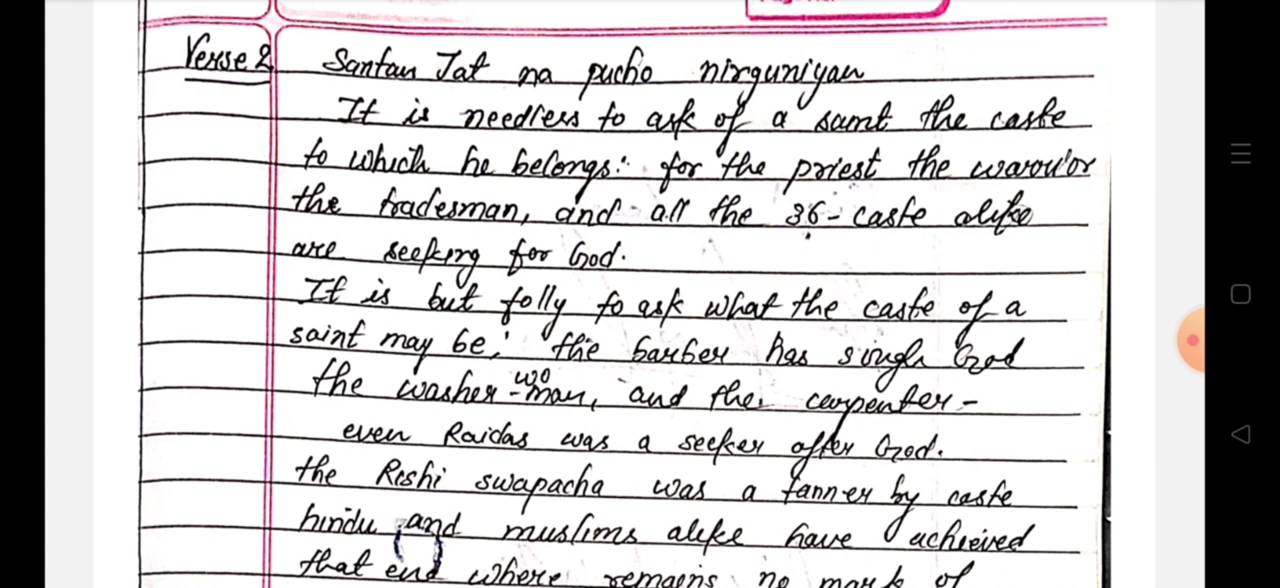 Verse 2 Santan Jat na pucho nirguniyan
It is needless to ask of a saint the caste
to which he belongs: for the priest the warrior
the tradesman, and all the 36-caste alike
are seeking for God.
It is but folly to ask what the caste of a
saint may be; the barber has God
the washer-woman, and the carpenter-
even Raidas was a seeker after God.
the Rishi swapacha was a tanner by caste
hindu and muslims alike have achieved
that end where remains no mark of